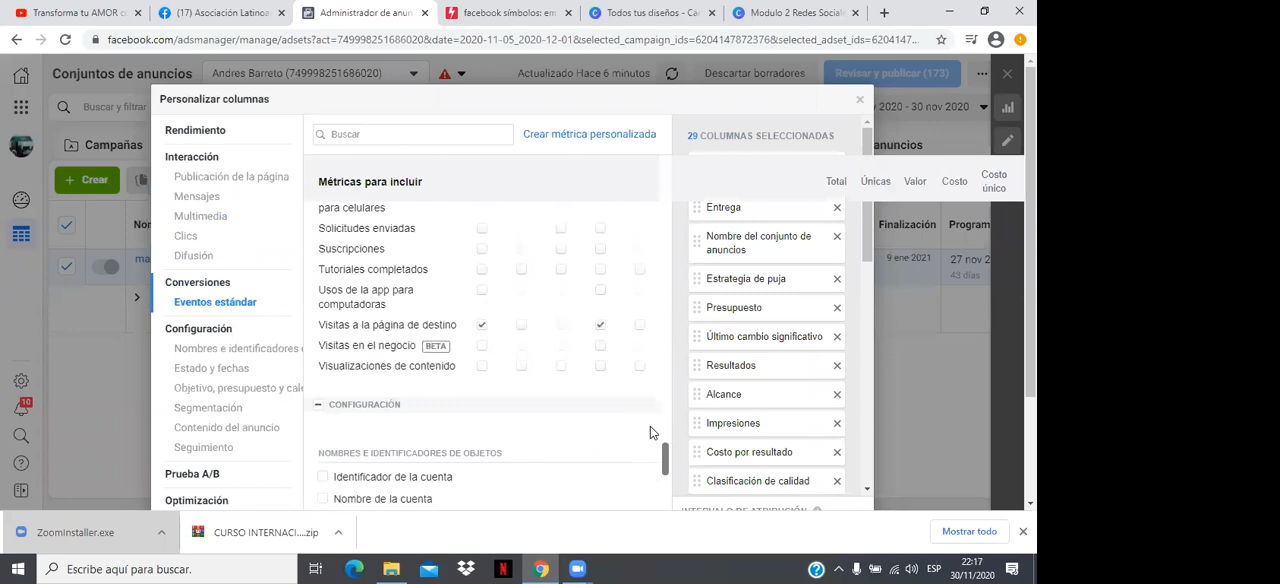 Transforma tu AMOR c
(17) Asociación Latinoa
Administrador de anun
facebook símbolos: em
Todos tus diseños - Ca
Modulo 2 Redes Sociale
facebook.com/adsmanager/manage/adsets?act=749998251686020&date=2020-11-05_2020-12-01&selected_campaign_ids=6204147872376&selected_adset_ids=6204147...
Conjuntos de anuncios
Andres Barreto (749998251686020)
Actualizado Hace 6 minutos
Descartar borradores
Revisar y publicar (173)
Buscar y filtrar
2020 - 30 nov 2020
Campañas
anuncios
Crear
Nom
Finalización
Program
ma
9 ene 2021
27 nov 2
43 días
Personalizar columnas
Rendimiento
Interacción
Publicación de la página
Mensajes
Multimedia
Clics
Difusión
Conversiones
Eventos estándar
Configuración
Nombres e identificadores
Estado y fechas
Objetivo, presupuesto y cale
Segmentación
Contenido del anuncio
Seguimiento
Prueba A/B
Optimización
Buscar
Crear métrica personalizada
Métricas para incluir
Total
Únicas
Valor
Costo
Costo único
para celulares
Solicitudes enviadas
Suscripciones
Tutoriales completados
Usos de la app para
computadoras
Visitas a la página de destino
Visitas en el negocio BETA
Visualizaciones de contenido
CONFIGURACIÓN
NOMBRES E IDENTIFICADORES DE OBJETOS
Identificador de la cuenta
Nombre de la cuenta
29 COLUMNAS SELECCIONADAS
Entrega
Nombre del conjunto de
anuncios
Estrategia de puja
Presupuesto
Último cambio significativo
Resultados
Alcance
Impresiones
Costo por resultado
Clasificación de calidad
INTERVALO DE ATRIBUCIÓN
10
ZoomInstaller.exe
CURSO INTERNACI....zip
Mostrar todo
Escribe aquí para buscar.
ESP
22:17
30/11/2020